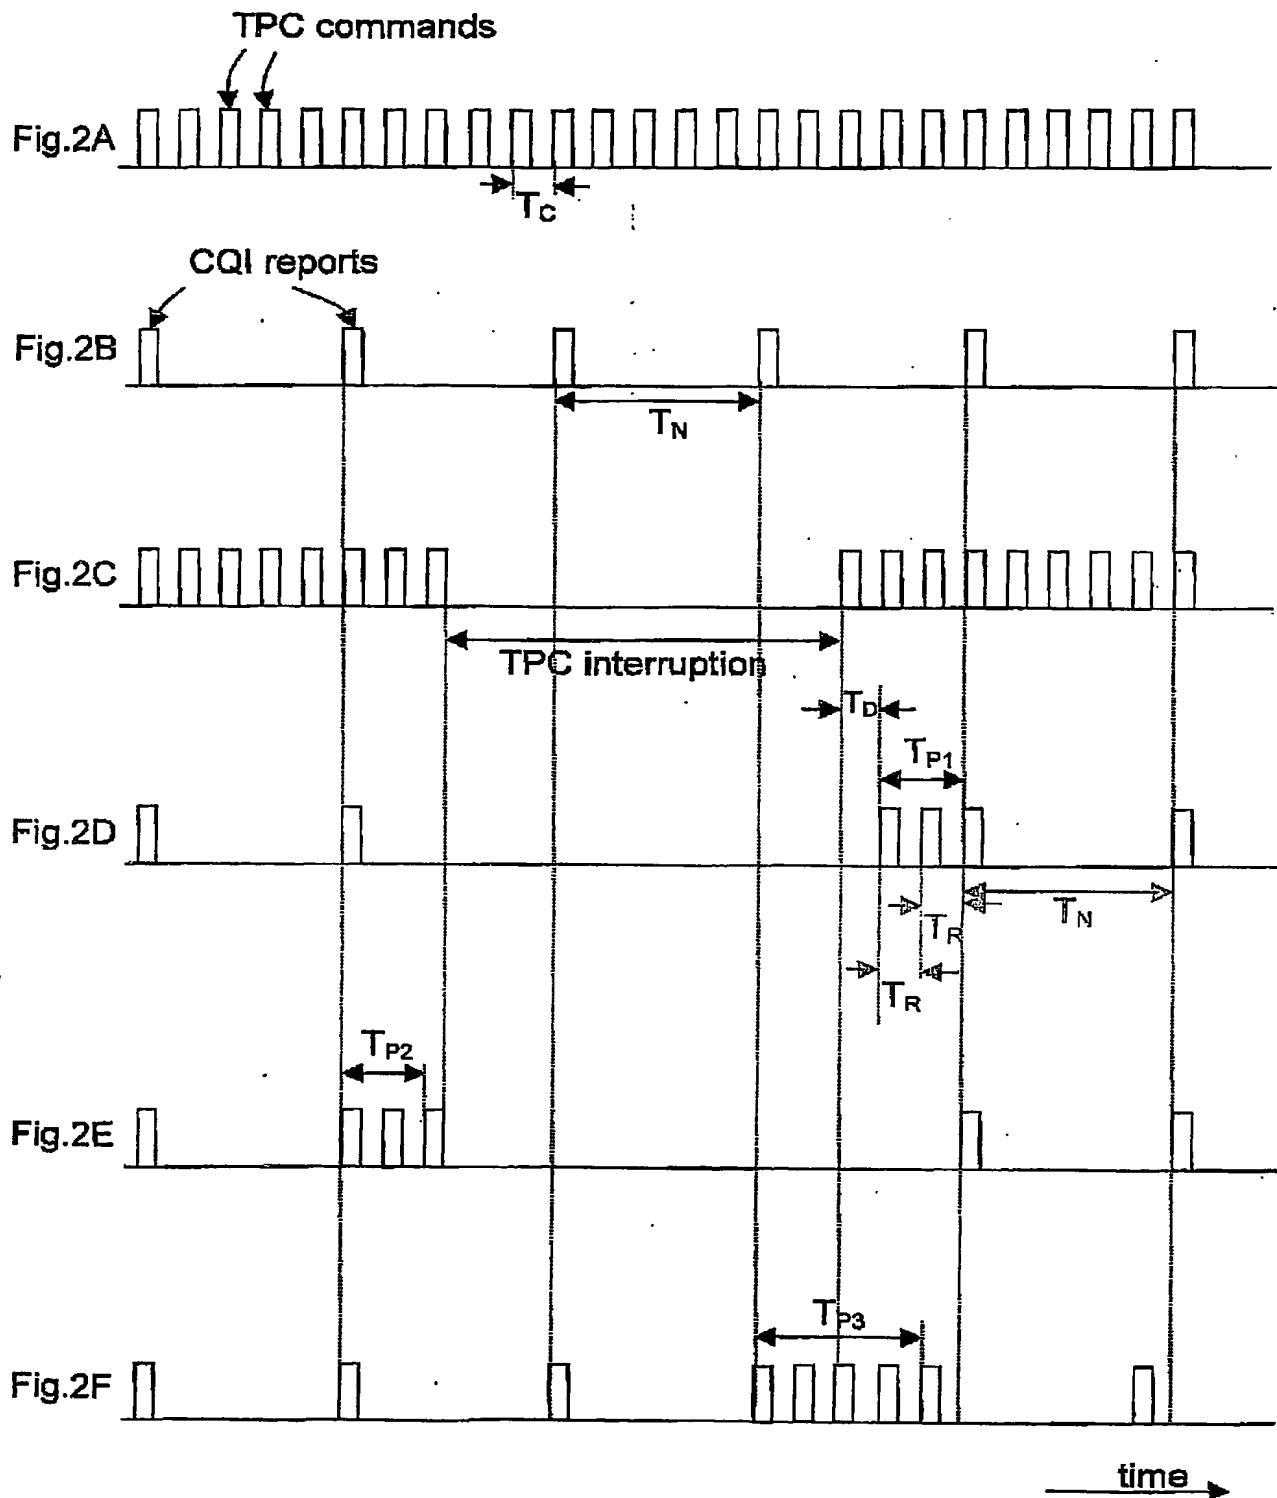 TPC commands
Fig.2A
TC
CQI reports
Fig.2B
TN
Fig.2C
TPC interruption
TD
TP1
Fig.2D
TR
TN
TR
TP2
Fig.2E
TP3
Fig.2F
time